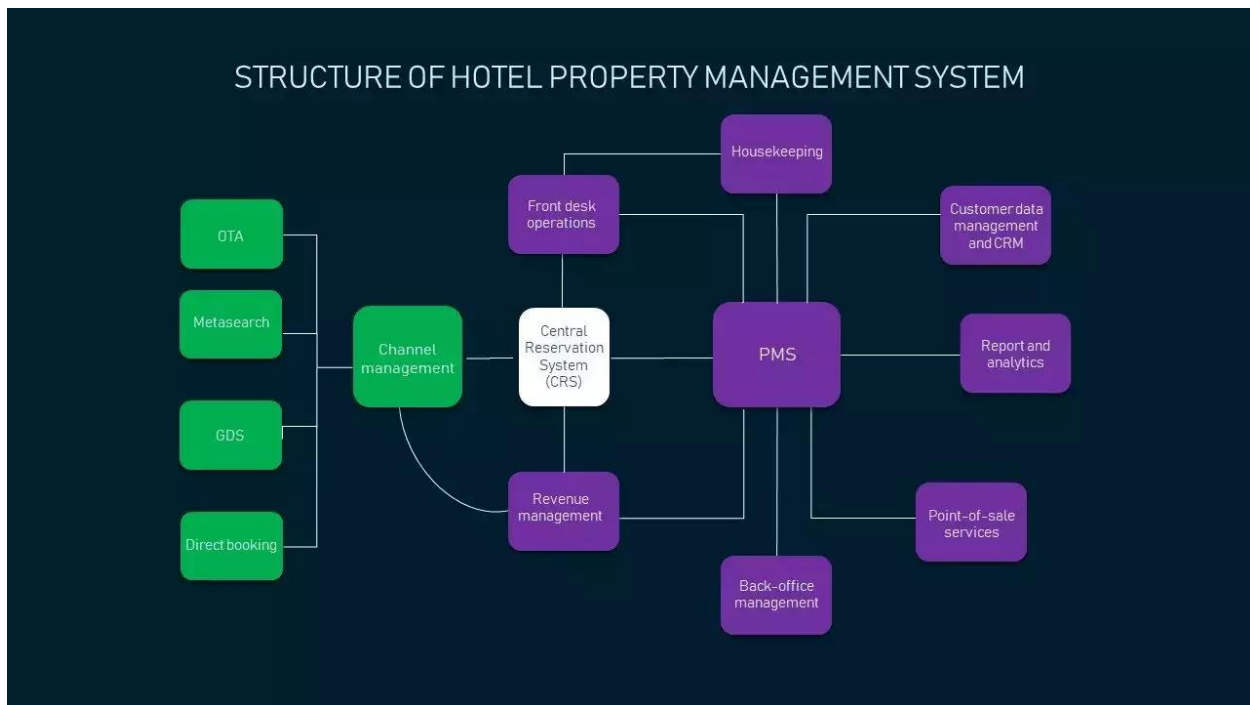 STRUCTURE OF HOTEL PROPERTY MANAGEMENT SYSTEM
Housekeeping
Front desk
operations
Customer data
management
and CRM
OTA
Metasearch
Channel
management
Central
Reservation
System
(CRS)
PMS
Report and
analytics
GDS
Revenue
management
Point-of-sale
services
Direct booking
Back-office
management